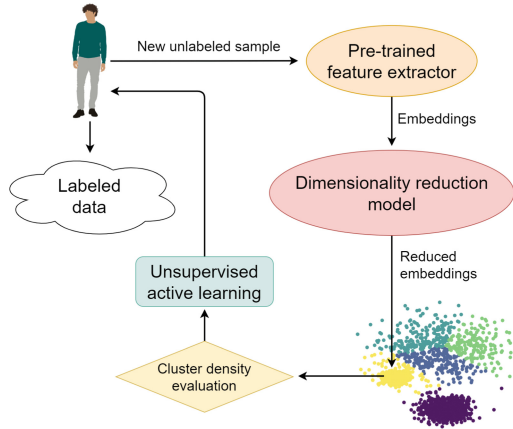 New unlabeled sample
Pre-trained
feature extractor
Embeddings
Dimensionality reduction
model
Labeled
data
Reduced
embeddings
Unsupervised
active learning
Cluster density
evaluation